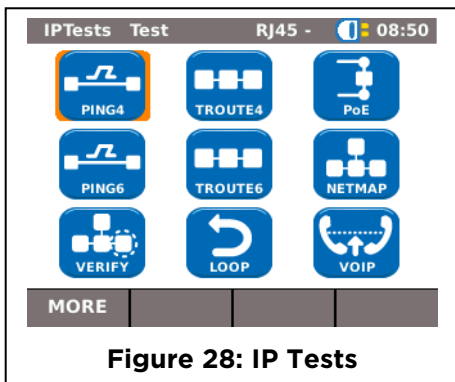 IPTests Test RJ45 - 08:50
PING4 TROUTE4 PoE
PING6 TROUTE6 NETMAP
VERIFY LOOP VOIP
MORE
Figure 28: IP Tests